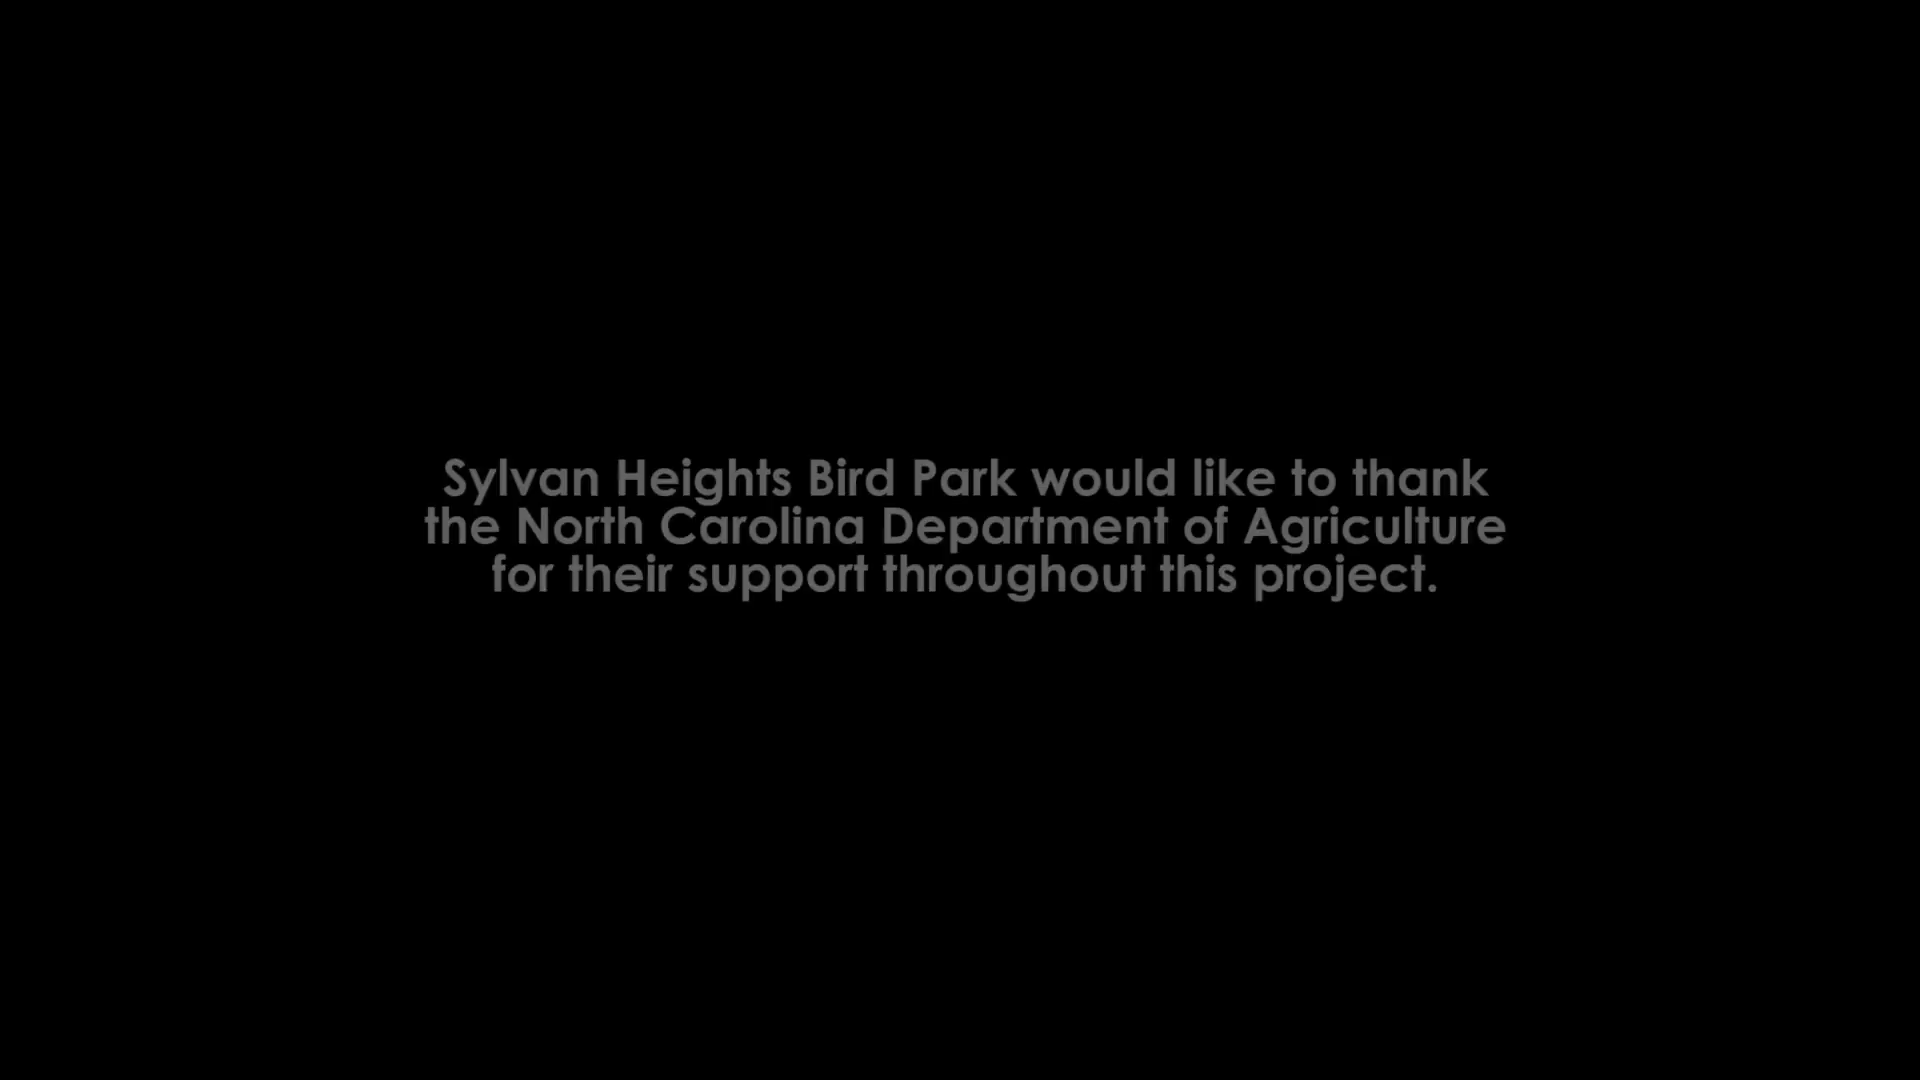 Sylvan Heights Bird Park would like to thank
the North Carolina Department of Agriculture
for their support throughout this project.